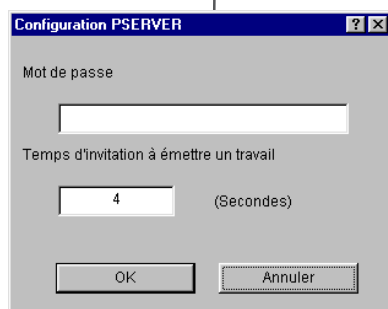 Configuration PSERVER
Mot de passe
Temps d'invitation à émettre un travail
4 (Secondes)
OK Annuler